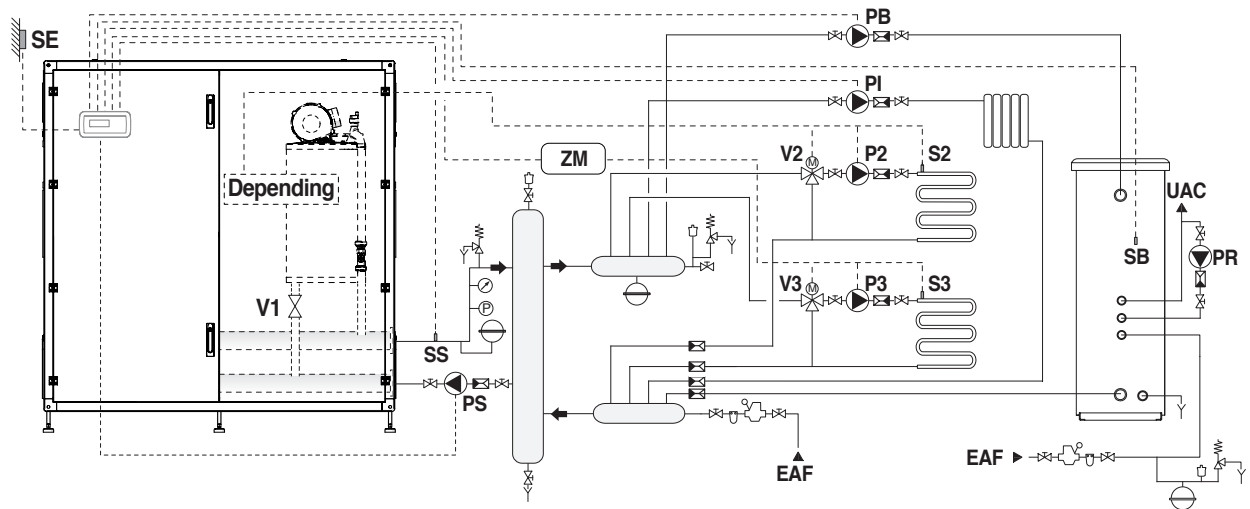 PB
SE
PI
ZM
V2
M
P2
S2
Depending
UAC
SB
PR
V3
M
P3
S3
V1
P
SS
PS
EAF
EAF